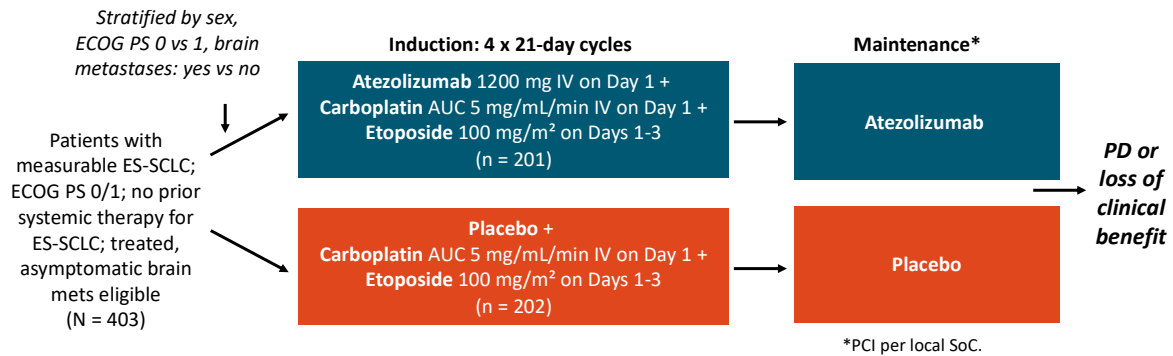 Stratified by sex,
ECOG PS 0 vs 1, brain
metastases: yes vs no
Patients with
measurable ES-SCLC;
ECOG PS 0/1; no prior
systemic therapy for
ES-SCLC; treated,
asymptomatic brain
mets eligible
(N = 403)
Induction: 4 x 21-day cycles
Atezolizumab 1200 mg IV on Day 1 +
Carboplatin AUC 5 mg/mL/min IV on Day 1 +
Etoposide 100 mg/m² on Days 1-3
(n = 201)
Placebo +
Carboplatin AUC 5 mg/mL/min IV on Day 1 +
Etoposide 100 mg/m² on Days 1-3
(n = 202)
Maintenance*
Atezolizumab
Placebo
PD or
loss of
clinical
benefit
*PCI per local SoC.